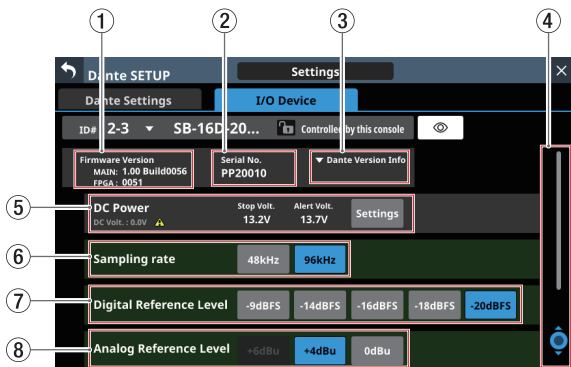 ① ② ③ ④
Dante SETUP Settings ×
Dante Settings I/O Device
ID# 2-3 ▼ SB-16D-20... Controlled by this console
Firmware Version Serial No. ▼ Dante Version Info
MAIN: 1.00 Build0056 PP20010
FPGA: 0051
⑤ DC Power Stop Volt. Alert Volt. Settings
DC Volt. : 0.0V 13.2V 13.7V
⑥ Sampling rate 48kHz 96kHz
⑦ Digital Reference Level -9dBFS -14dBFS -16dBFS -18dBFS -20dBFS
⑧ Analog Reference Level +6dBu +4dBu 0dBu